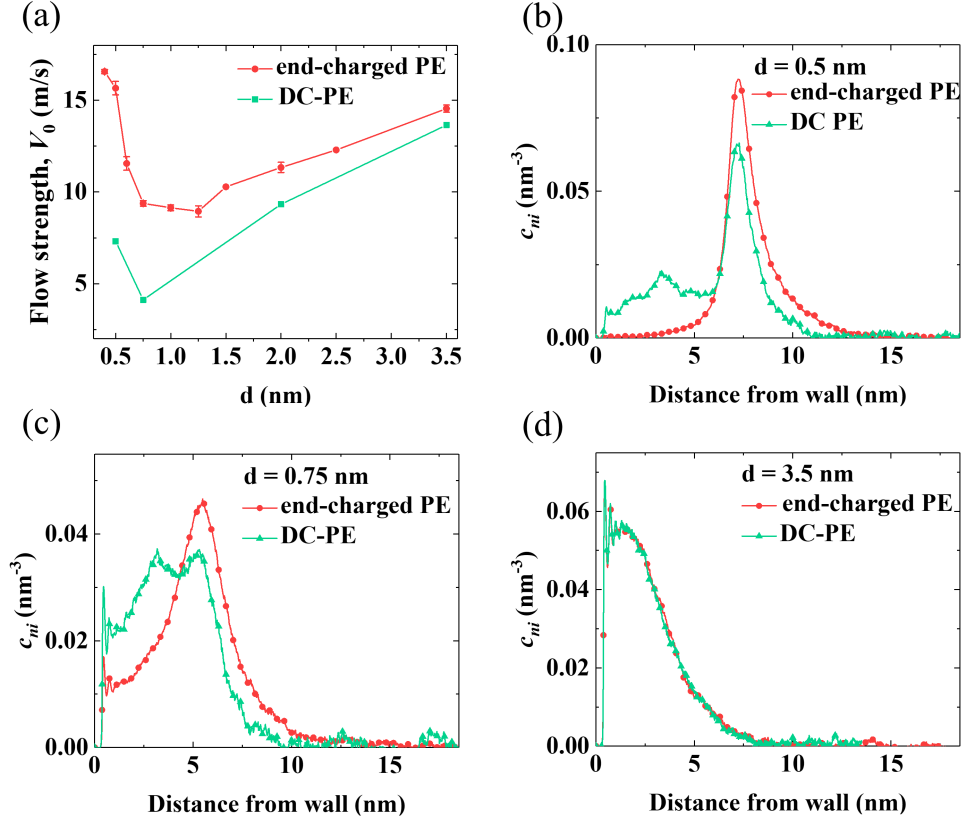 (a)
end-charged PE
DC-PE
Flow strength, V₀ (m/s)
15
10
5
0.5 1.0 1.5 2.0 2.5 3.0 3.5
d (nm)
(b)
d = 0.5 nm
end-charged PE
DC PE
cₙᵢ (nm⁻³)
0.10
0.05
0.00
0 5 10 15
Distance from wall (nm)
(c)
d = 0.75 nm
end-charged PE
DC-PE
cₙᵢ (nm⁻³)
0.04
0.02
0.00
0 5 10 15
Distance from wall (nm)
(d)
d = 3.5 nm
end-charged PE
DC-PE
cₙᵢ (nm⁻³)
0.06
0.04
0.02
0.00
0 5 10 15
Distance from wall (nm)